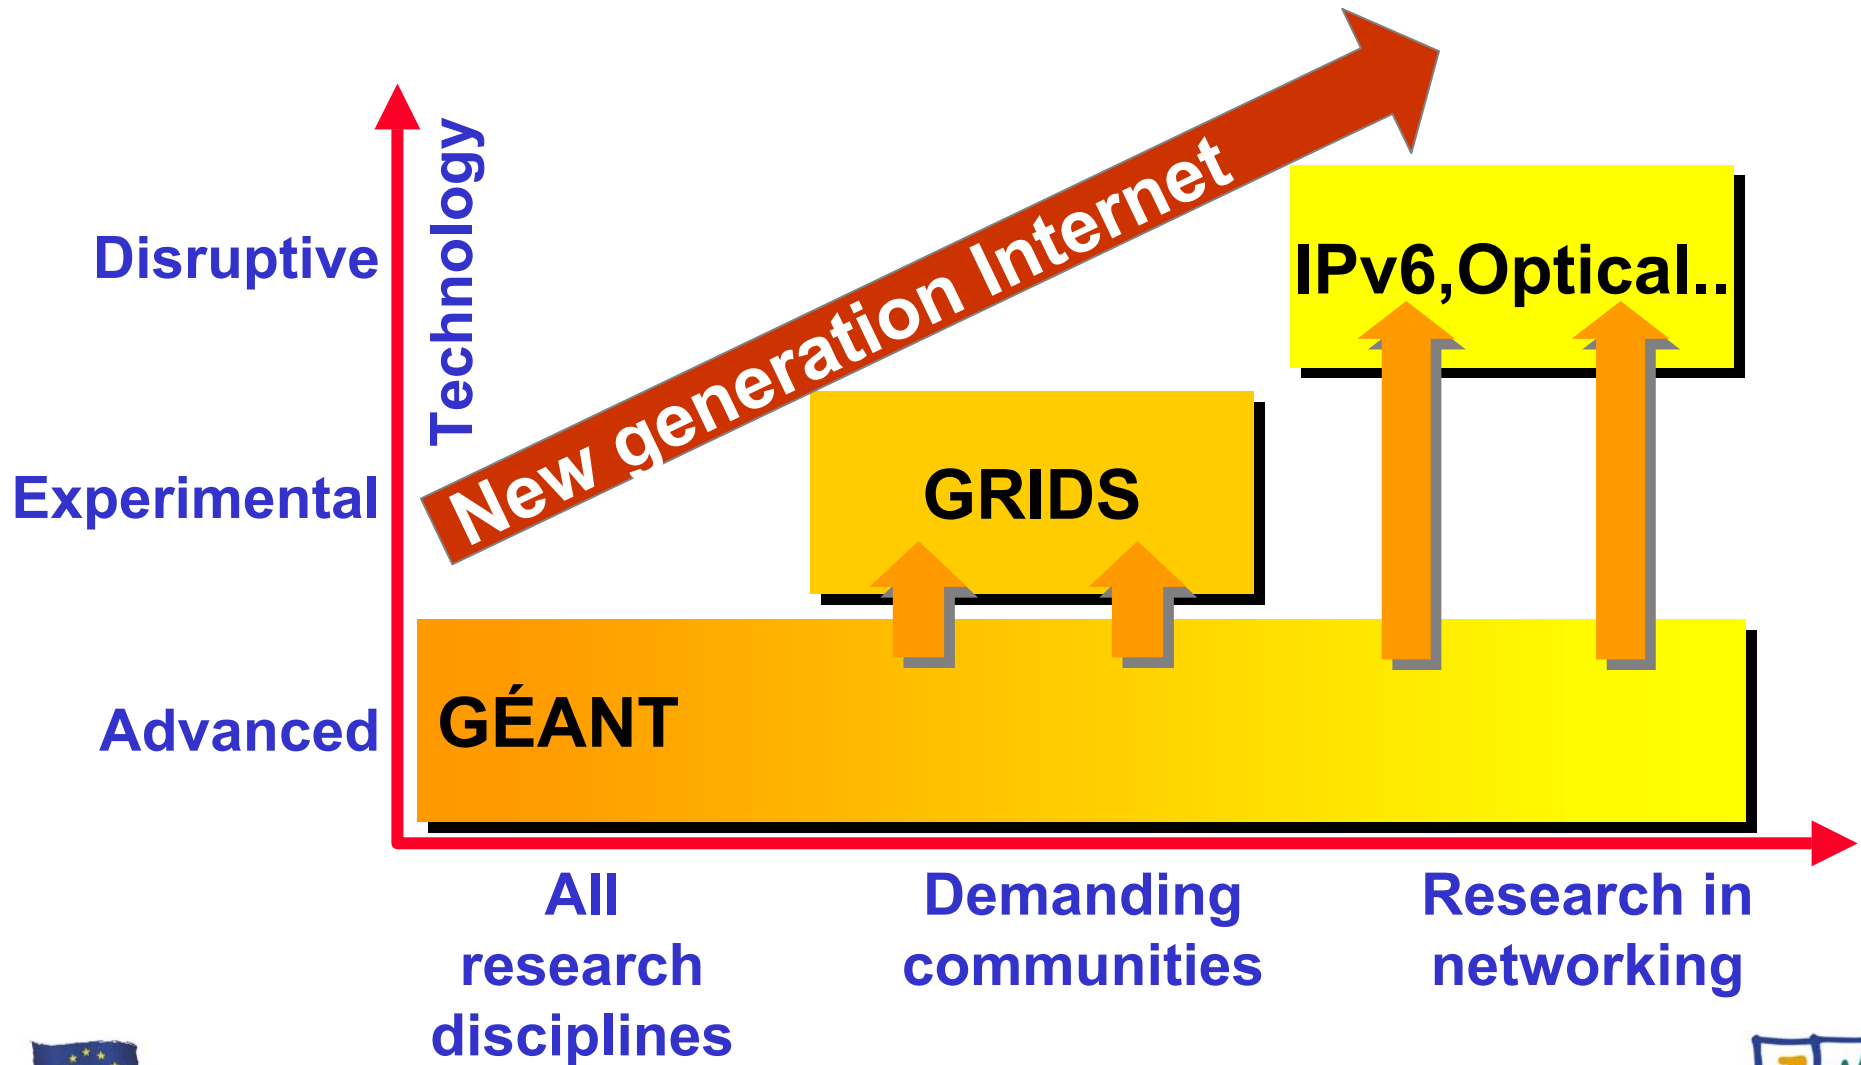 Technology
New generation Internet
Disruptive
IPv6,Optical..
Experimental
GRIDS
Advanced
GÉANT
All
research
disciplines
Demanding
communities
Research in
networking